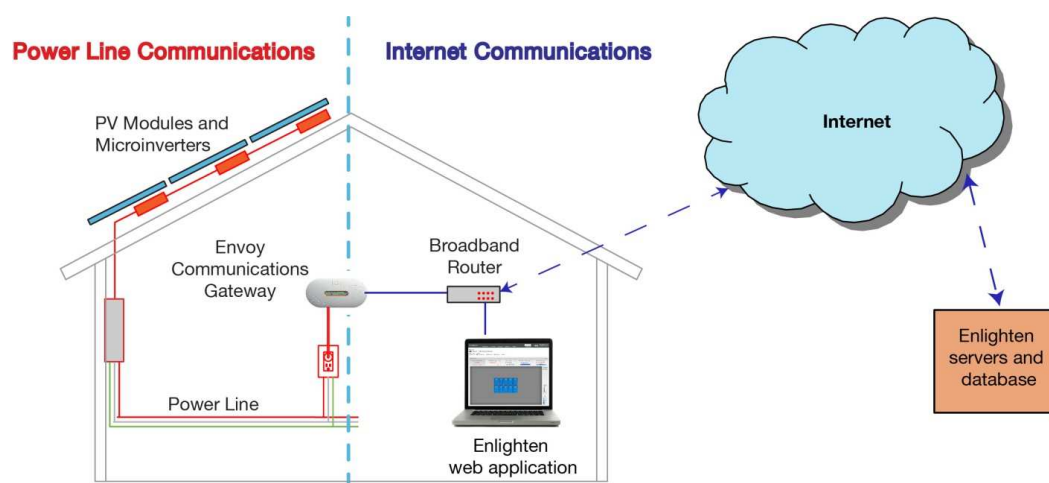 Power Line Communications
Internet Communications
PV Modules and
Microinverters
Internet
Envoy
Communications
Gateway
Broadband
Router
Power Line
Enlighten
web application
Enlighten
servers and
database